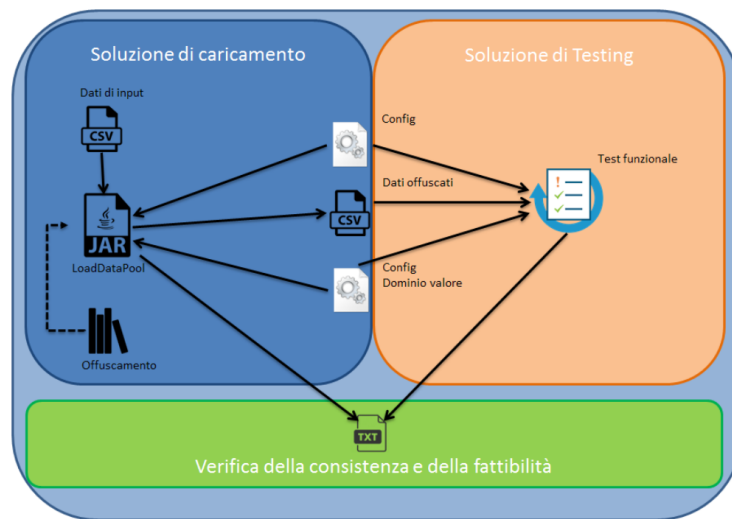 Soluzione di caricamento
Soluzione di Testing
Dati di input
CSV
Config
Test funzionale
Dati offuscati
CSV
JAR
LoadDataPool
Config
Dominio valore
Offuscamento
TXT
Verifica della consistenza e della fattibilità